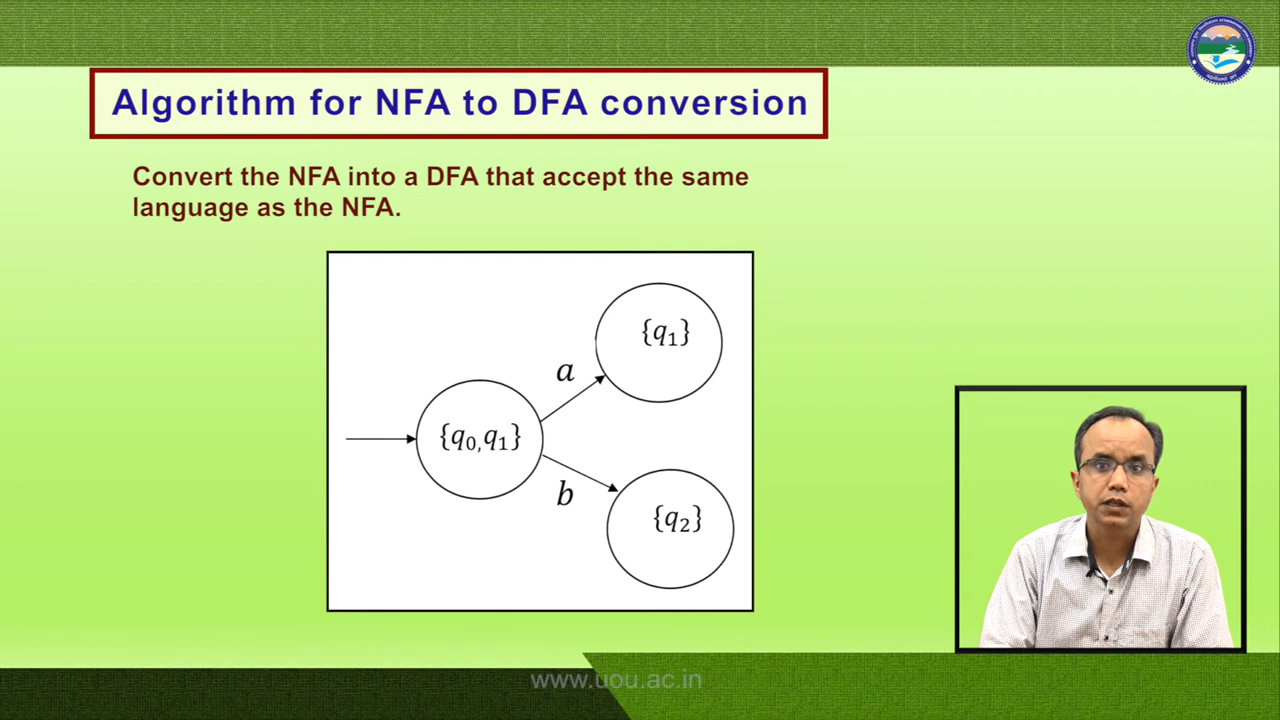 Algorithm for NFA to DFA conversion
Convert the NFA into a DFA that accept the same
language as the NFA.
{q₁}
a
{q₀,q₁}
b
{q₂}
www.uou.ac.in